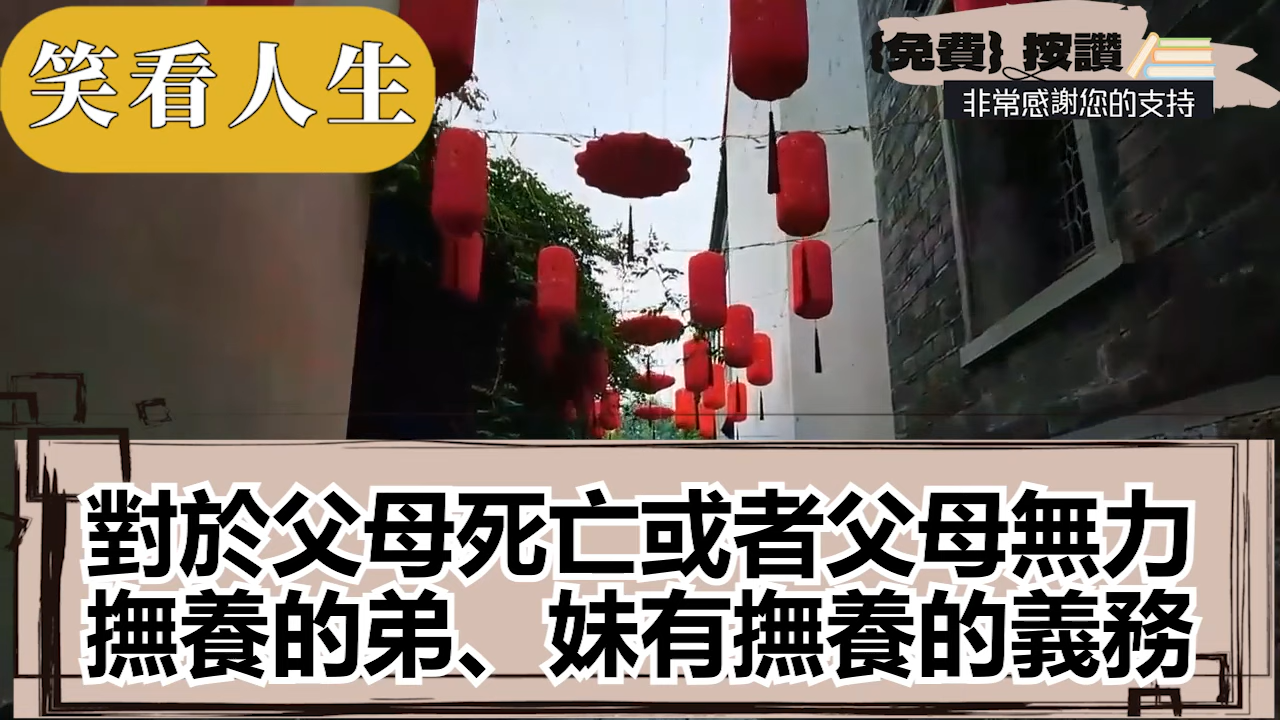 笑看人生
{免費} 按讚
非常感謝您的支持
對於父母死亡或者父母無力
撫養的弟、妹有撫養的義務